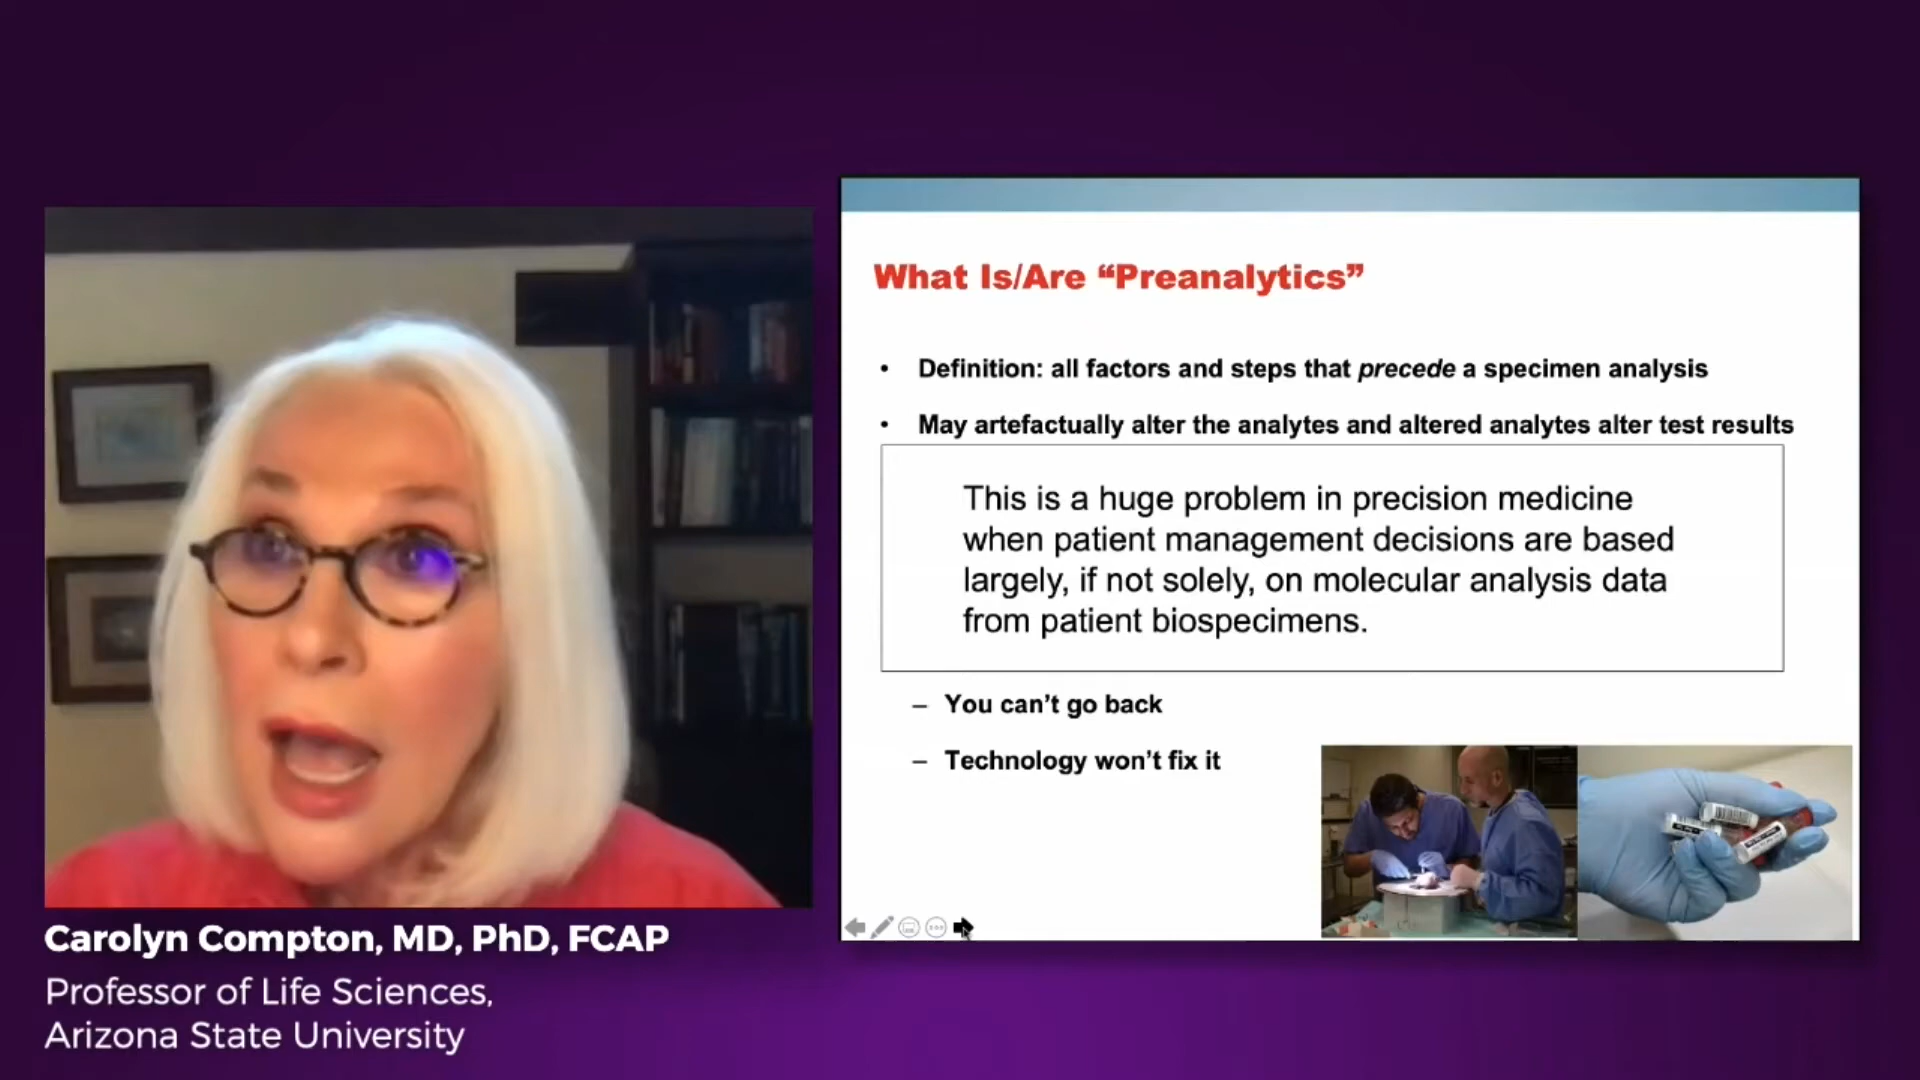 What Is/Are “Preanalytics”
• Definition: all factors and steps that precede a specimen analysis
• May artefactually alter the analytes and altered analytes alter test results
This is a huge problem in precision medicine
when patient management decisions are based
largely, if not solely, on molecular analysis data
from patient biospecimens.
– You can’t go back
– Technology won’t fix it
Carolyn Compton, MD, PhD, FCAP
Professor of Life Sciences,
Arizona State University